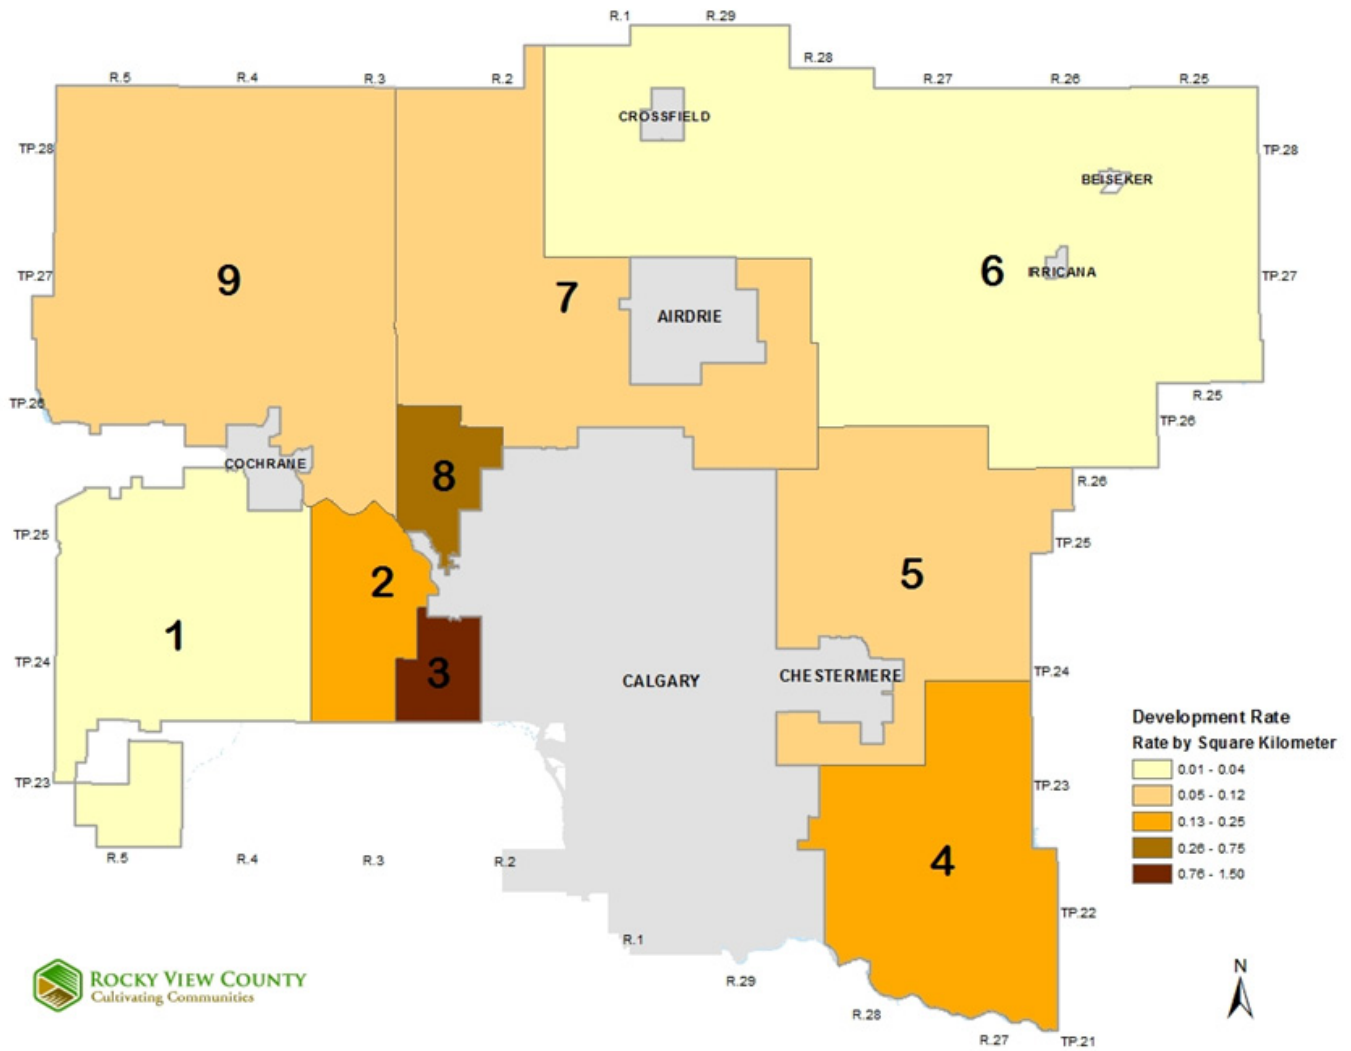 R.1
R.29
R.28
R.5
R.4
R.3
R.2
R.27
R.26
R.25
CROSSFIELD
TP.28
TP.28
BEISEKER
TP.27
9
7
6
IRRICANA
TP.27
AIRDRIE
R.25
TP.26
TP.26
COCHRANE
8
R.26
TP.25
TP.25
2
5
1
TP.24
3
CALGARY
CHESTERMERE
TP.24
Development Rate
Rate by Square Kilometer
0.01 - 0.04
0.05 - 0.12
0.13 - 0.25
0.26 - 0.75
0.76 - 1.50
TP.23
TP.23
R.5
R.4
R.3
R.2
4
TP.22
R.1
R.29
R.28
R.27
TP.21
N
ROCKY VIEW COUNTY
Cultivating Communities